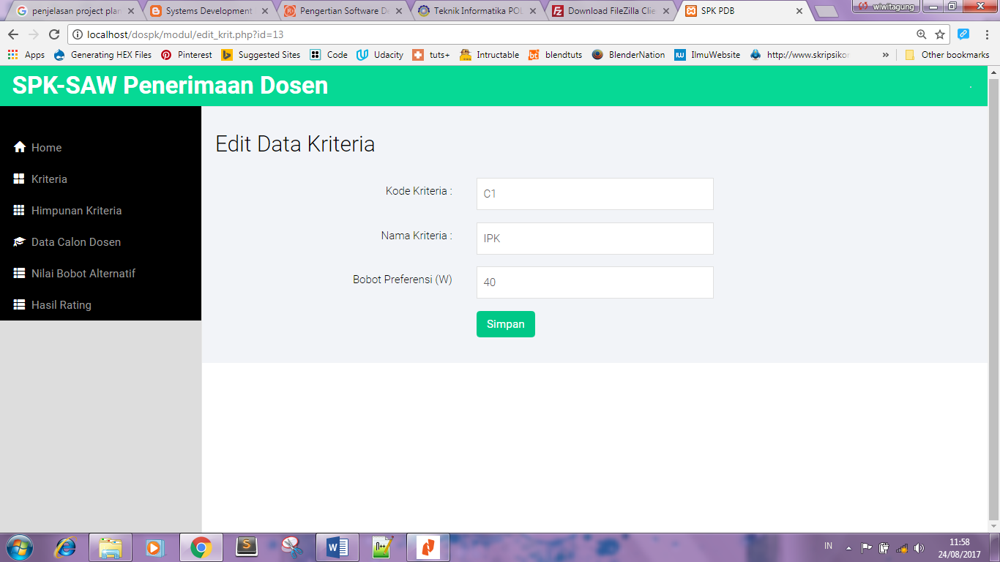 penjelasan project plan
Systems Development
Pengertian Software De
Teknik Informatika POL
Download FileZilla Clie
SPK PDB
wiwitagung
localhost/dospk/modul/edit_krit.php?id=13
Apps
Generating HEX Files
Pinterest
Suggested Sites
Code
Udacity
tuts+
Intructable
blendtuts
BlenderNation
IlmuWebsite
http://www.skripsiko
»
Other bookmarks
SPK-SAW Penerimaan Dosen
Home
Kriteria
Himpunan Kriteria
Data Calon Dosen
Nilai Bobot Alternatif
Hasil Rating
Edit Data Kriteria
Kode Kriteria :
C1
Nama Kriteria :
IPK
Bobot Preferensi (W)
40
Simpan
IN
11:58
24/08/2017